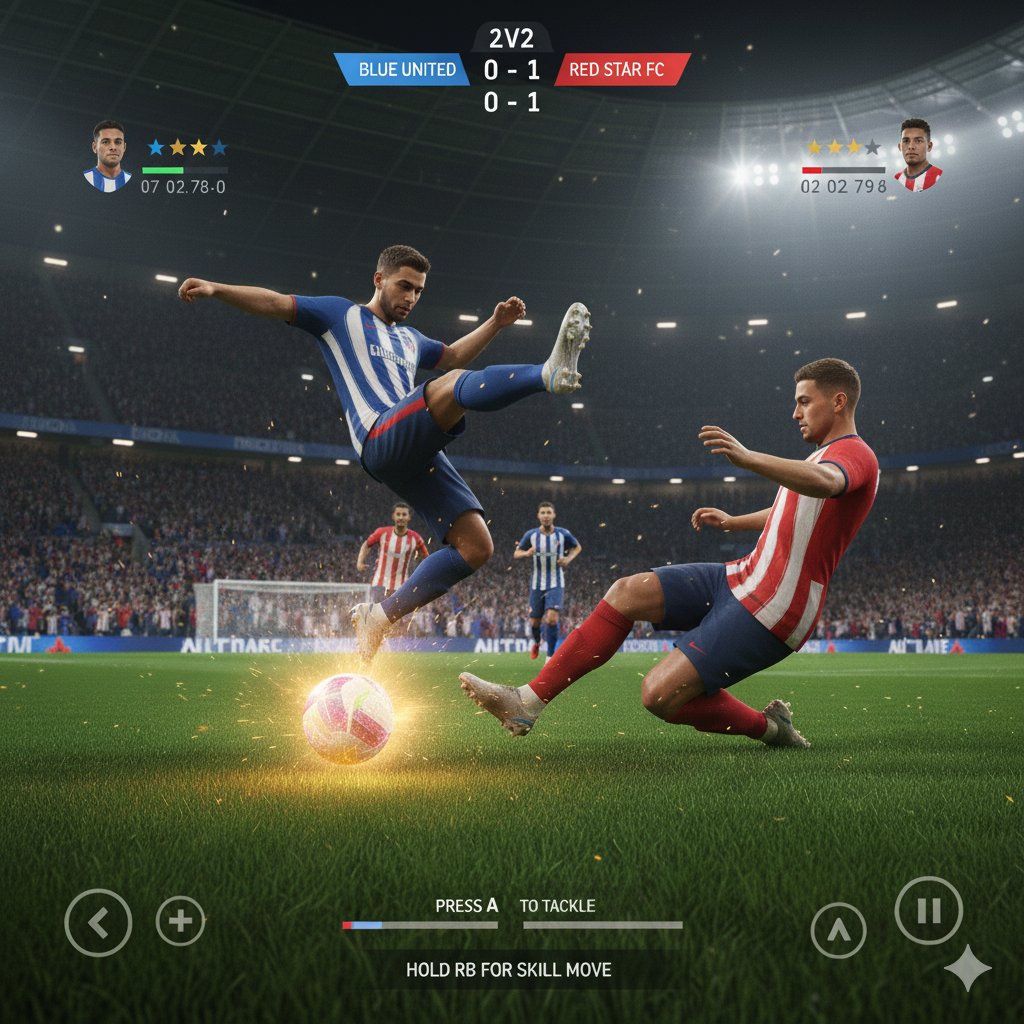 2V2
BLUE UNITED 0 - 1 RED STAR FC
0 - 1
07 02.78.0
02 02 798
PRESS A TO TACKLE
HOLD RB FOR SKILL MOVE